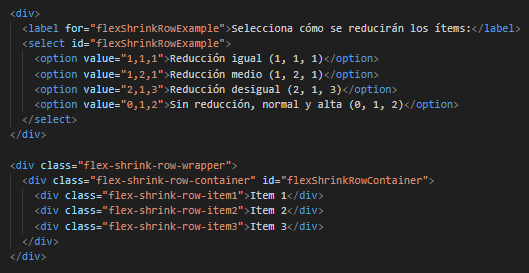 <div>
<label for="flexShrinkRowExample">Selecciona cómo se reducirán los ítems:</label>
<select id="flexShrinkRowExample">
<option value="1,1,1">Reducción igual (1, 1, 1)</option>
<option value="1,2,1">Reducción medio (1, 2, 1)</option>
<option value="2,1,3">Reducción desigual (2, 1, 3)</option>
<option value="0,1,2">Sin reducción, normal y alta (0, 1, 2)</option>
</select>
</div>
<div class="flex-shrink-row-wrapper">
<div class="flex-shrink-row-container" id="flexShrinkRowContainer">
<div class="flex-shrink-row-item1">Item 1</div>
<div class="flex-shrink-row-item2">Item 2</div>
<div class="flex-shrink-row-item3">Item 3</div>
</div>
</div>